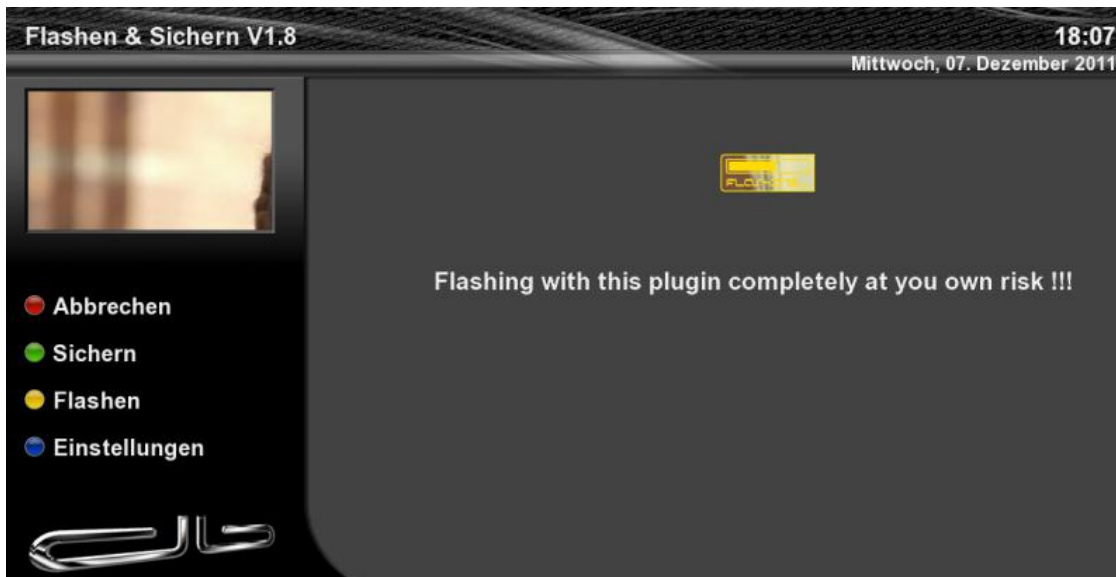 Flashen & Sichern V1.8
18:07
Mittwoch, 07. Dezember 2011
Flashing with this plugin completely at you own risk !!!
Abbrechen
Sichern
Flashen
Einstellungen